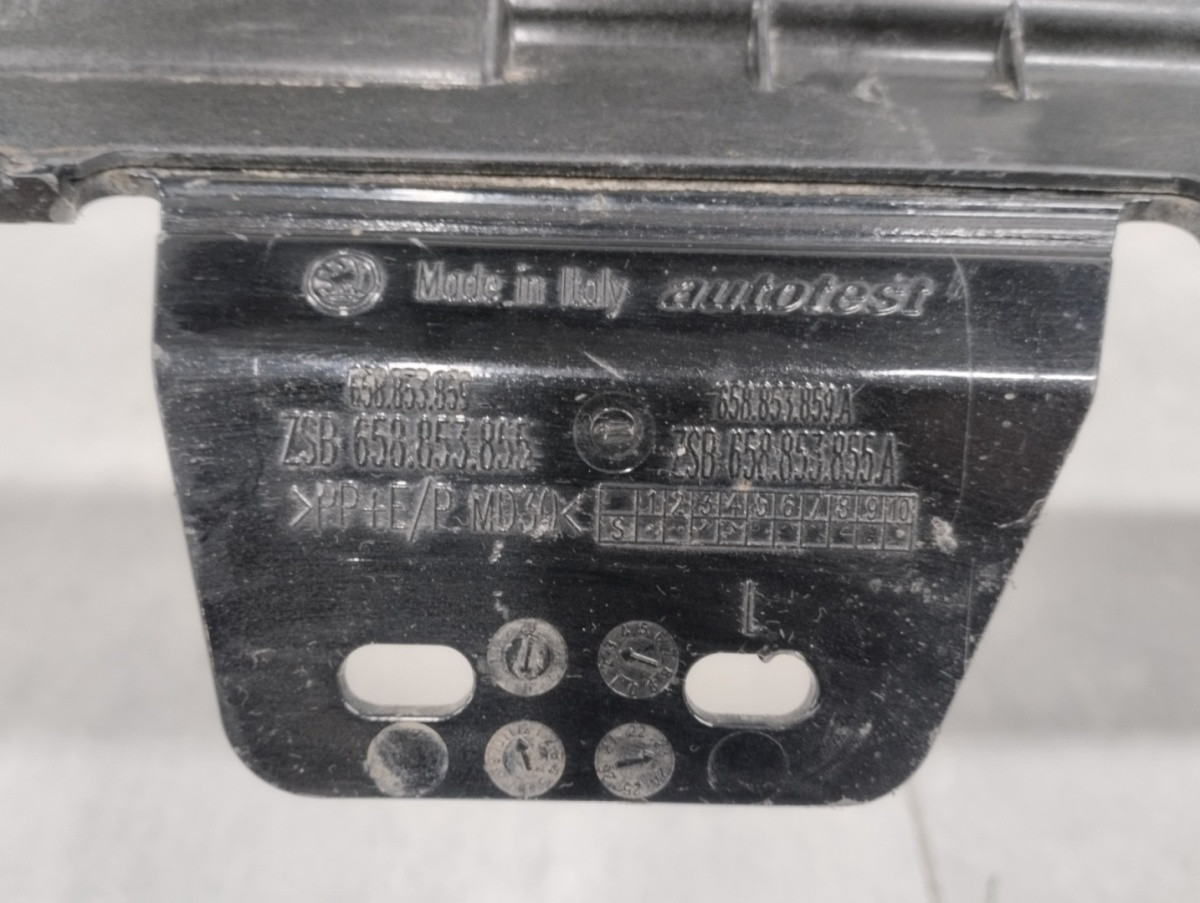 Made in Italy autotest
658.853.859 658.853.859.A
ZSB 658.853.855 ZSB 658.853.855.A
>PP+E/P MD30<
1 2 3 4 5 6 7 8 9 10
S
1